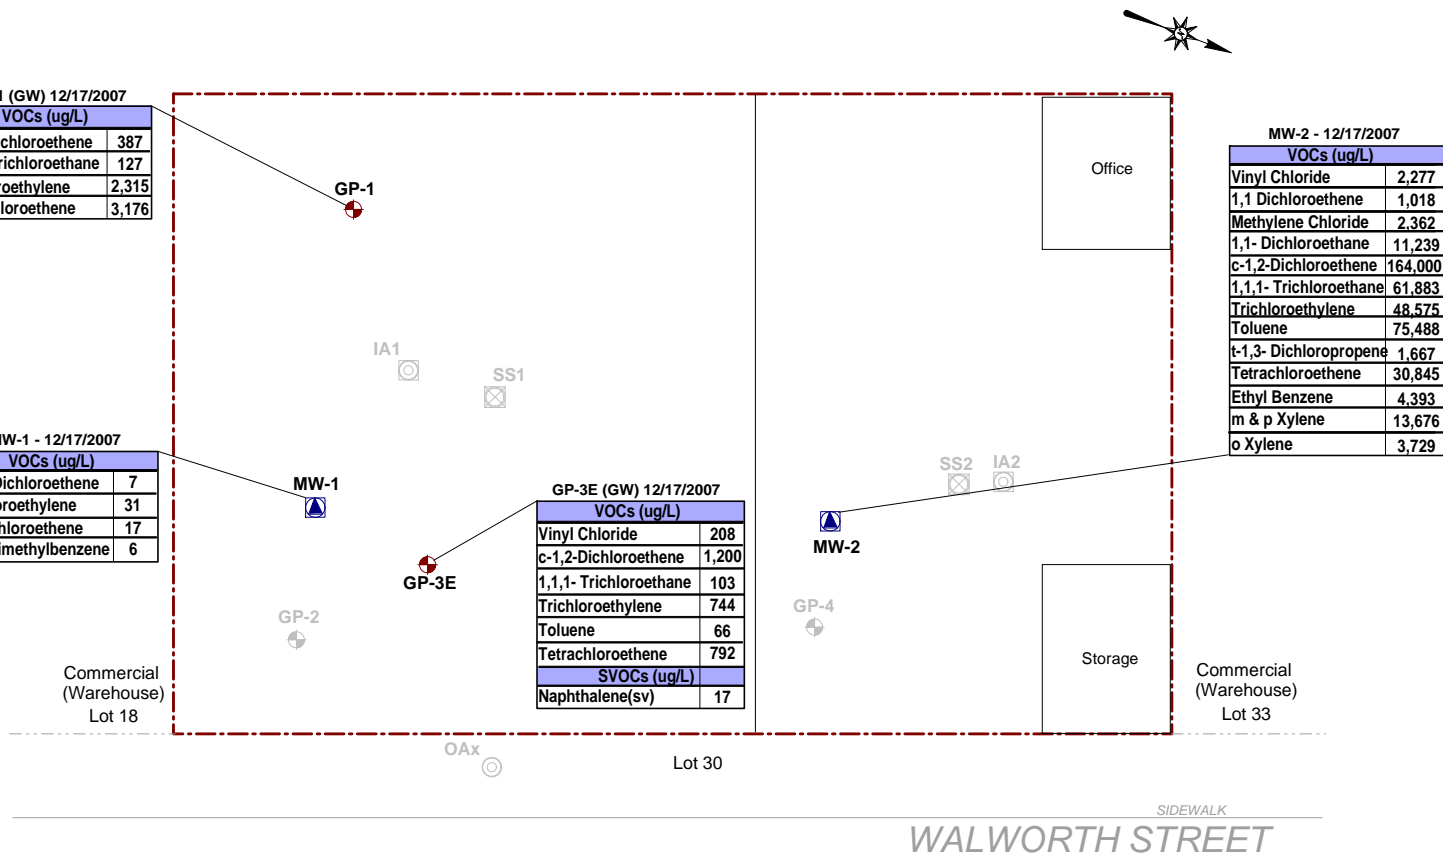 (GW) 12/17/2007
VOCs (ug/L)
chloroethene 387
richloroethane 127
roethylene 2,315
loroethene 3,176
GP-1
Office
MW-2 - 12/17/2007
VOCs (ug/L)
Vinyl Chloride 2,277
1,1 Dichloroethene 1,018
Methylene Chloride 2,362
1,1- Dichloroethane 11,239
c-1,2-Dichloroethene 164,000
1,1,1- Trichloroethane 61,883
Trichloroethylene 48,575
Toluene 75,488
t-1,3- Dichloropropene 1,667
Tetrachloroethene 30,845
Ethyl Benzene 4,393
m & p Xylene 13,676
o Xylene 3,729
IA1
SS1
W-1 - 12/17/2007
VOCs (ug/L)
Dichloroethene 7
oroethylene 31
hloroethene 17
imethylbenzene 6
MW-1
GP-3E
GP-2
GP-3E (GW) 12/17/2007
VOCs (ug/L)
Vinyl Chloride 208
c-1,2-Dichloroethene 1,200
1,1,1- Trichloroethane 103
Trichloroethylene 744
Toluene 66
Tetrachloroethene 792
SVOCs (ug/L)
Naphthalene(sv) 17
SS2
IA2
MW-2
GP-4
Storage
Commercial
(Warehouse)
Lot 18
Commercial
(Warehouse)
Lot 33
OAx
Lot 30
SIDEWALK
WALWORTH STREET